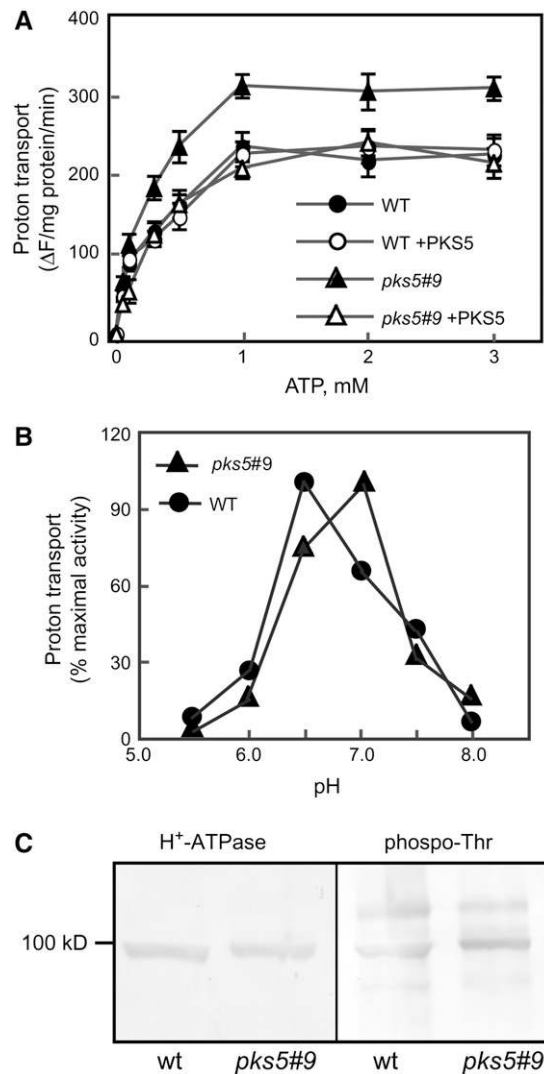 A
400
300
200
100
0
Proton transport
(ΔF/mg protein/min)
WT
WT +PKS5
pks5#9
pks5#9 +PKS5
0 1 2 3
ATP, mM
B
120
90
60
30
0
Proton transport
(% maximal activity)
pks5#9
WT
5.0 6.0 7.0 8.0
pH
C
H+-ATPase phospo-Thr
100 kD
wt pks5#9 wt pks5#9